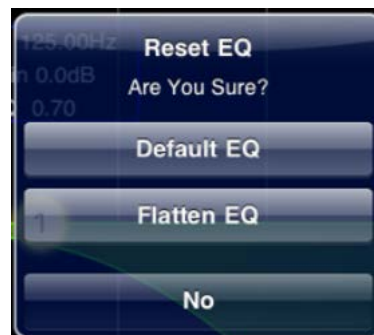 125.00Hz
Reset EQ
0.0dB
Are You Sure?
0.70
Default EQ
1
Flatten EQ
No